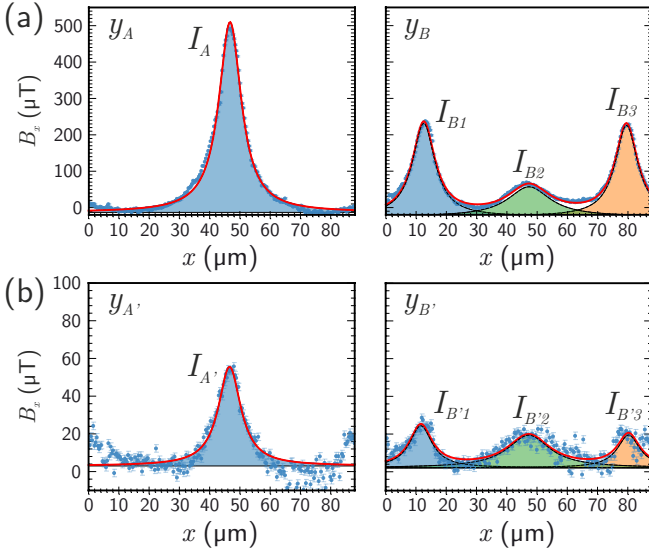 (a)
y_A
I_A
500
400
300
200
100
0
B_x (μT)
0 10 20 30 40 50 60 70 80
x (μm)
y_B
I_B1
I_B2
I_B3
0 10 20 30 40 50 60 70 80
x (μm)
(b)
y_A'
I_A'
100
80
60
40
20
0
B_x (μT)
0 10 20 30 40 50 60 70 80
x (μm)
y_B'
I_B'1
I_B'2
I_B'3
0 10 20 30 40 50 60 70 80
x (μm)